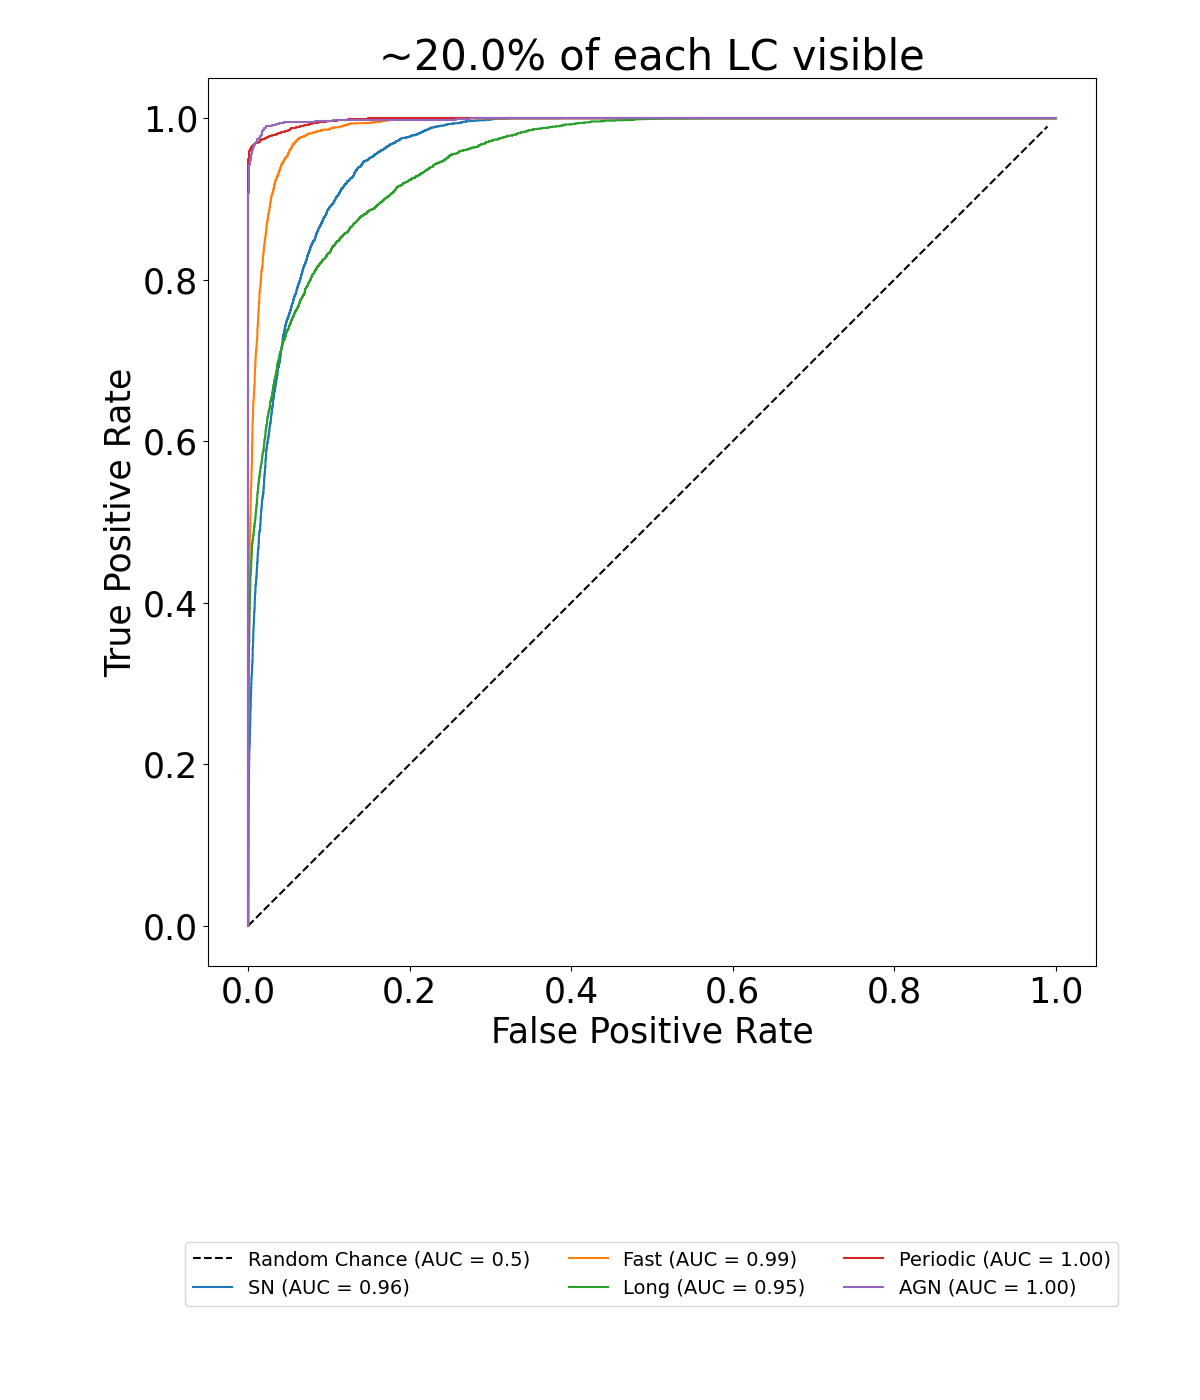 ~20.0% of each LC visible
True Positive Rate
1.0
0.8
0.6
0.4
0.2
0.0
0.0 0.2 0.4 0.6 0.8 1.0
False Positive Rate
Random Chance (AUC = 0.5) Fast (AUC = 0.99) Periodic (AUC = 1.00)
SN (AUC = 0.96) Long (AUC = 0.95) AGN (AUC = 1.00)